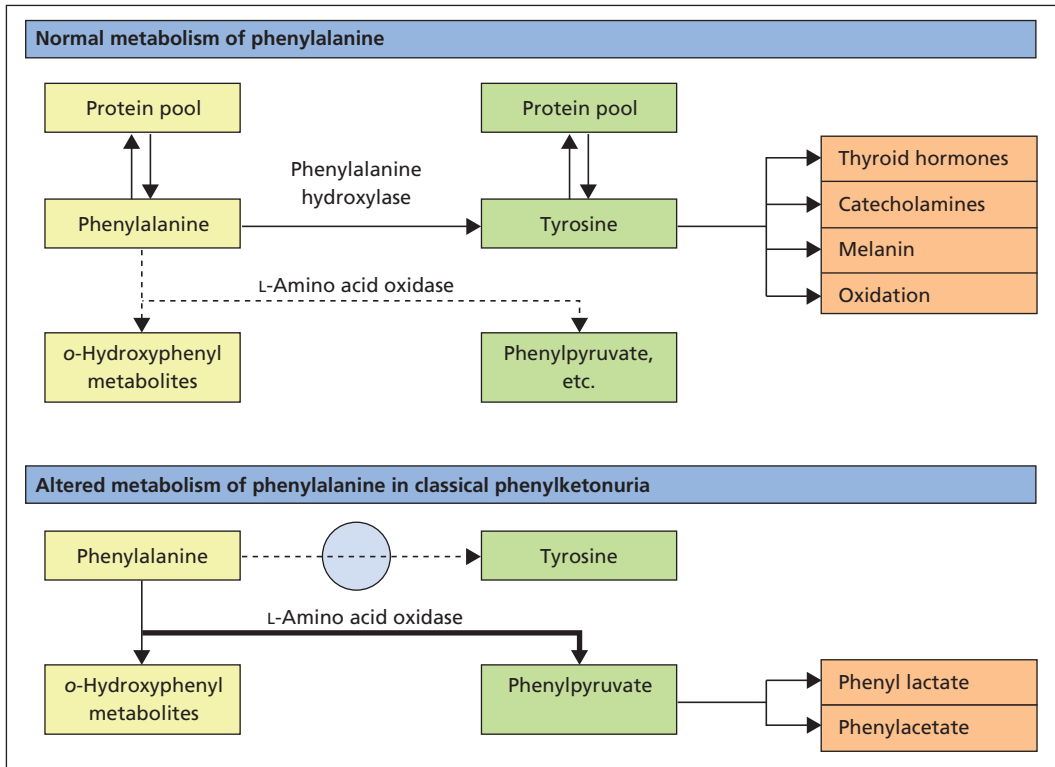 Normal metabolism of phenylalanine
Protein pool
Protein pool
Phenylalanine
hydroxylase
Phenylalanine
Tyrosine
Thyroid hormones
Catecholamines
Melanin
Oxidation
L-Amino acid oxidase
o-Hydroxyphenyl
metabolites
Phenylpyruvate,
etc.
Altered metabolism of phenylalanine in classical phenylketonuria
Phenylalanine
Tyrosine
L-Amino acid oxidase
o-Hydroxyphenyl
metabolites
Phenylpyruvate
Phenyl lactate
Phenylacetate